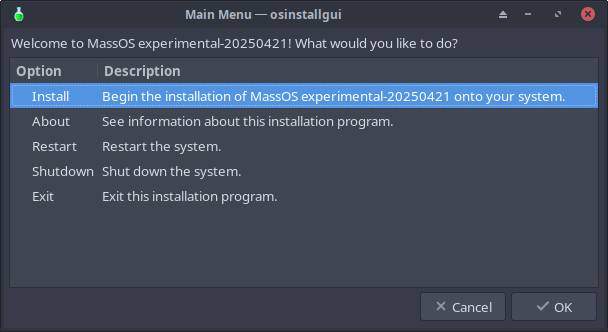 Main Menu — osinstallgui
Welcome to MassOS experimental-20250421! What would you like to do?
Option Description
Install Begin the installation of MassOS experimental-20250421 onto your system.
About See information about this installation program.
Restart Restart the system.
Shutdown Shut down the system.
Exit Exit this installation program.
Cancel OK